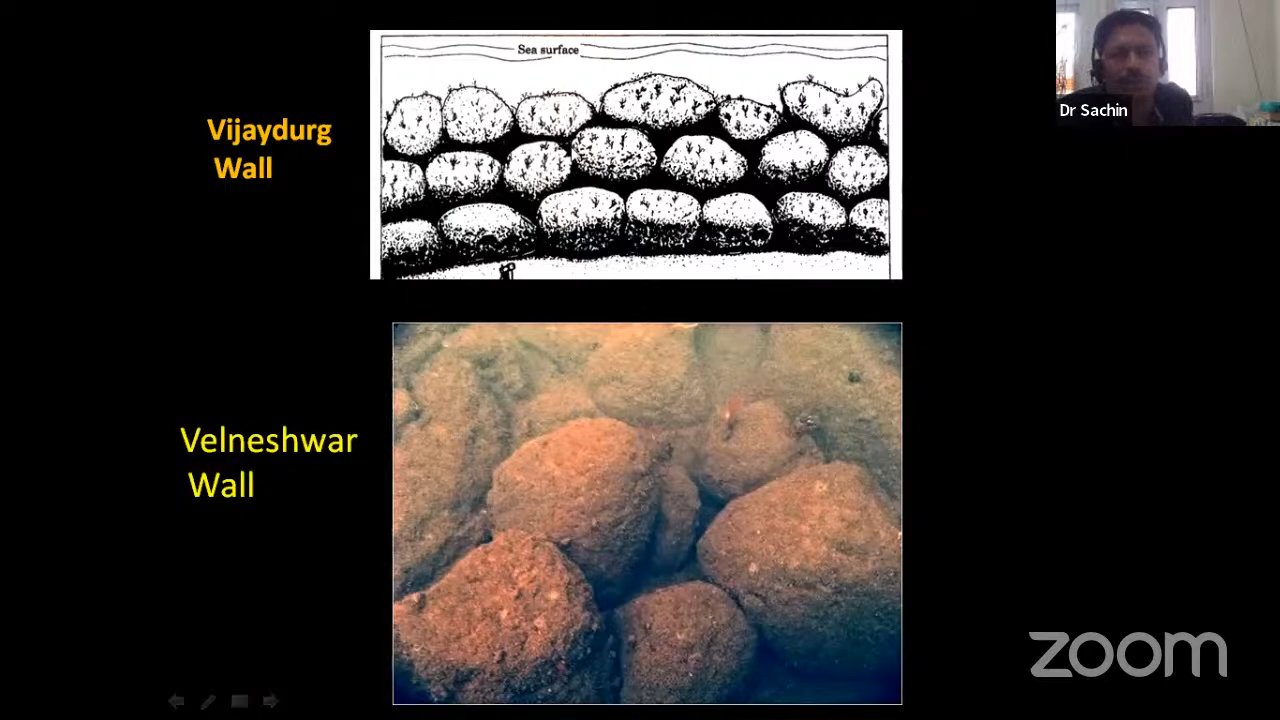 Sea surface
Dr Sachin
Vijaydurg
Wall
Velneshwar
Wall
zoom